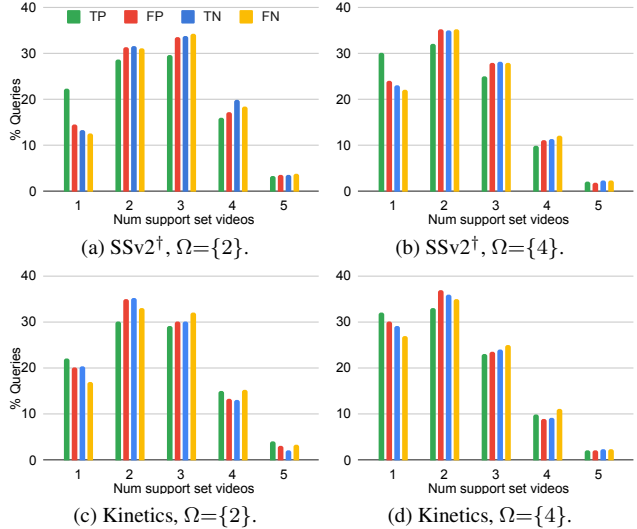 TP FP TN FN
40
30
20
10
0
% Queries
1 2 3 4 5
Num support set videos
(a) SSv2†, Ω={2}.
40
30
20
10
0
1 2 3 4 5
Num support set videos
(b) SSv2†, Ω={4}.
40
30
20
10
0
% Queries
1 2 3 4 5
Num support set videos
(c) Kinetics, Ω={2}.
40
30
20
10
0
1 2 3 4 5
Num support set videos
(d) Kinetics, Ω={4}.